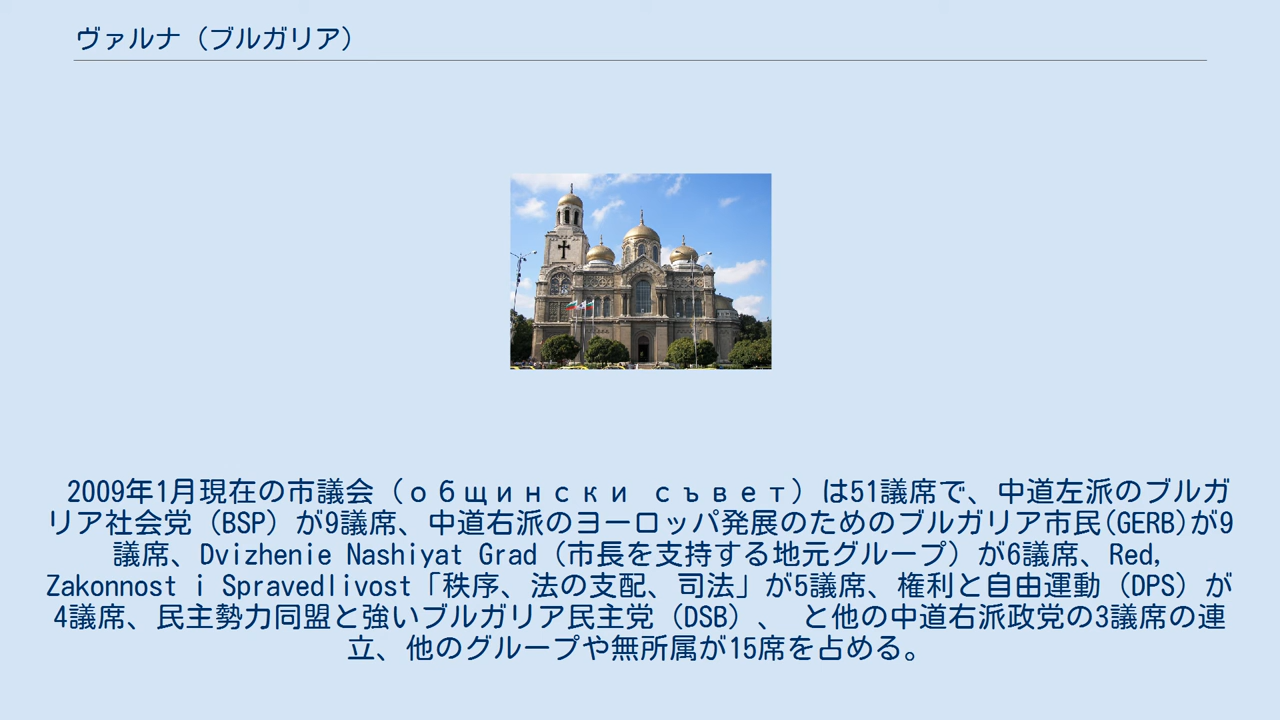 ヴァルナ（ブルガリア）
2009年1月現在の市議会（общински съвет）は51議席で、中道左派のブルガ
リア社会党（BSP）が9議席、中道右派のヨーロッパ発展のためのブルガリア市民(GERB)が9
議席、Dvizhenie Nashiyat Grad（市長を支持する地元グループ）が6議席、Red,
Zakonnost i Spravedlivost「秩序、法の支配、司法」が5議席、権利と自由運動（DPS）が
4議席、民主勢力同盟と強いブルガリア民主党（DSB）、 と他の中道右派政党の3議席の連
立、他のグループや無所属が15席を占める。